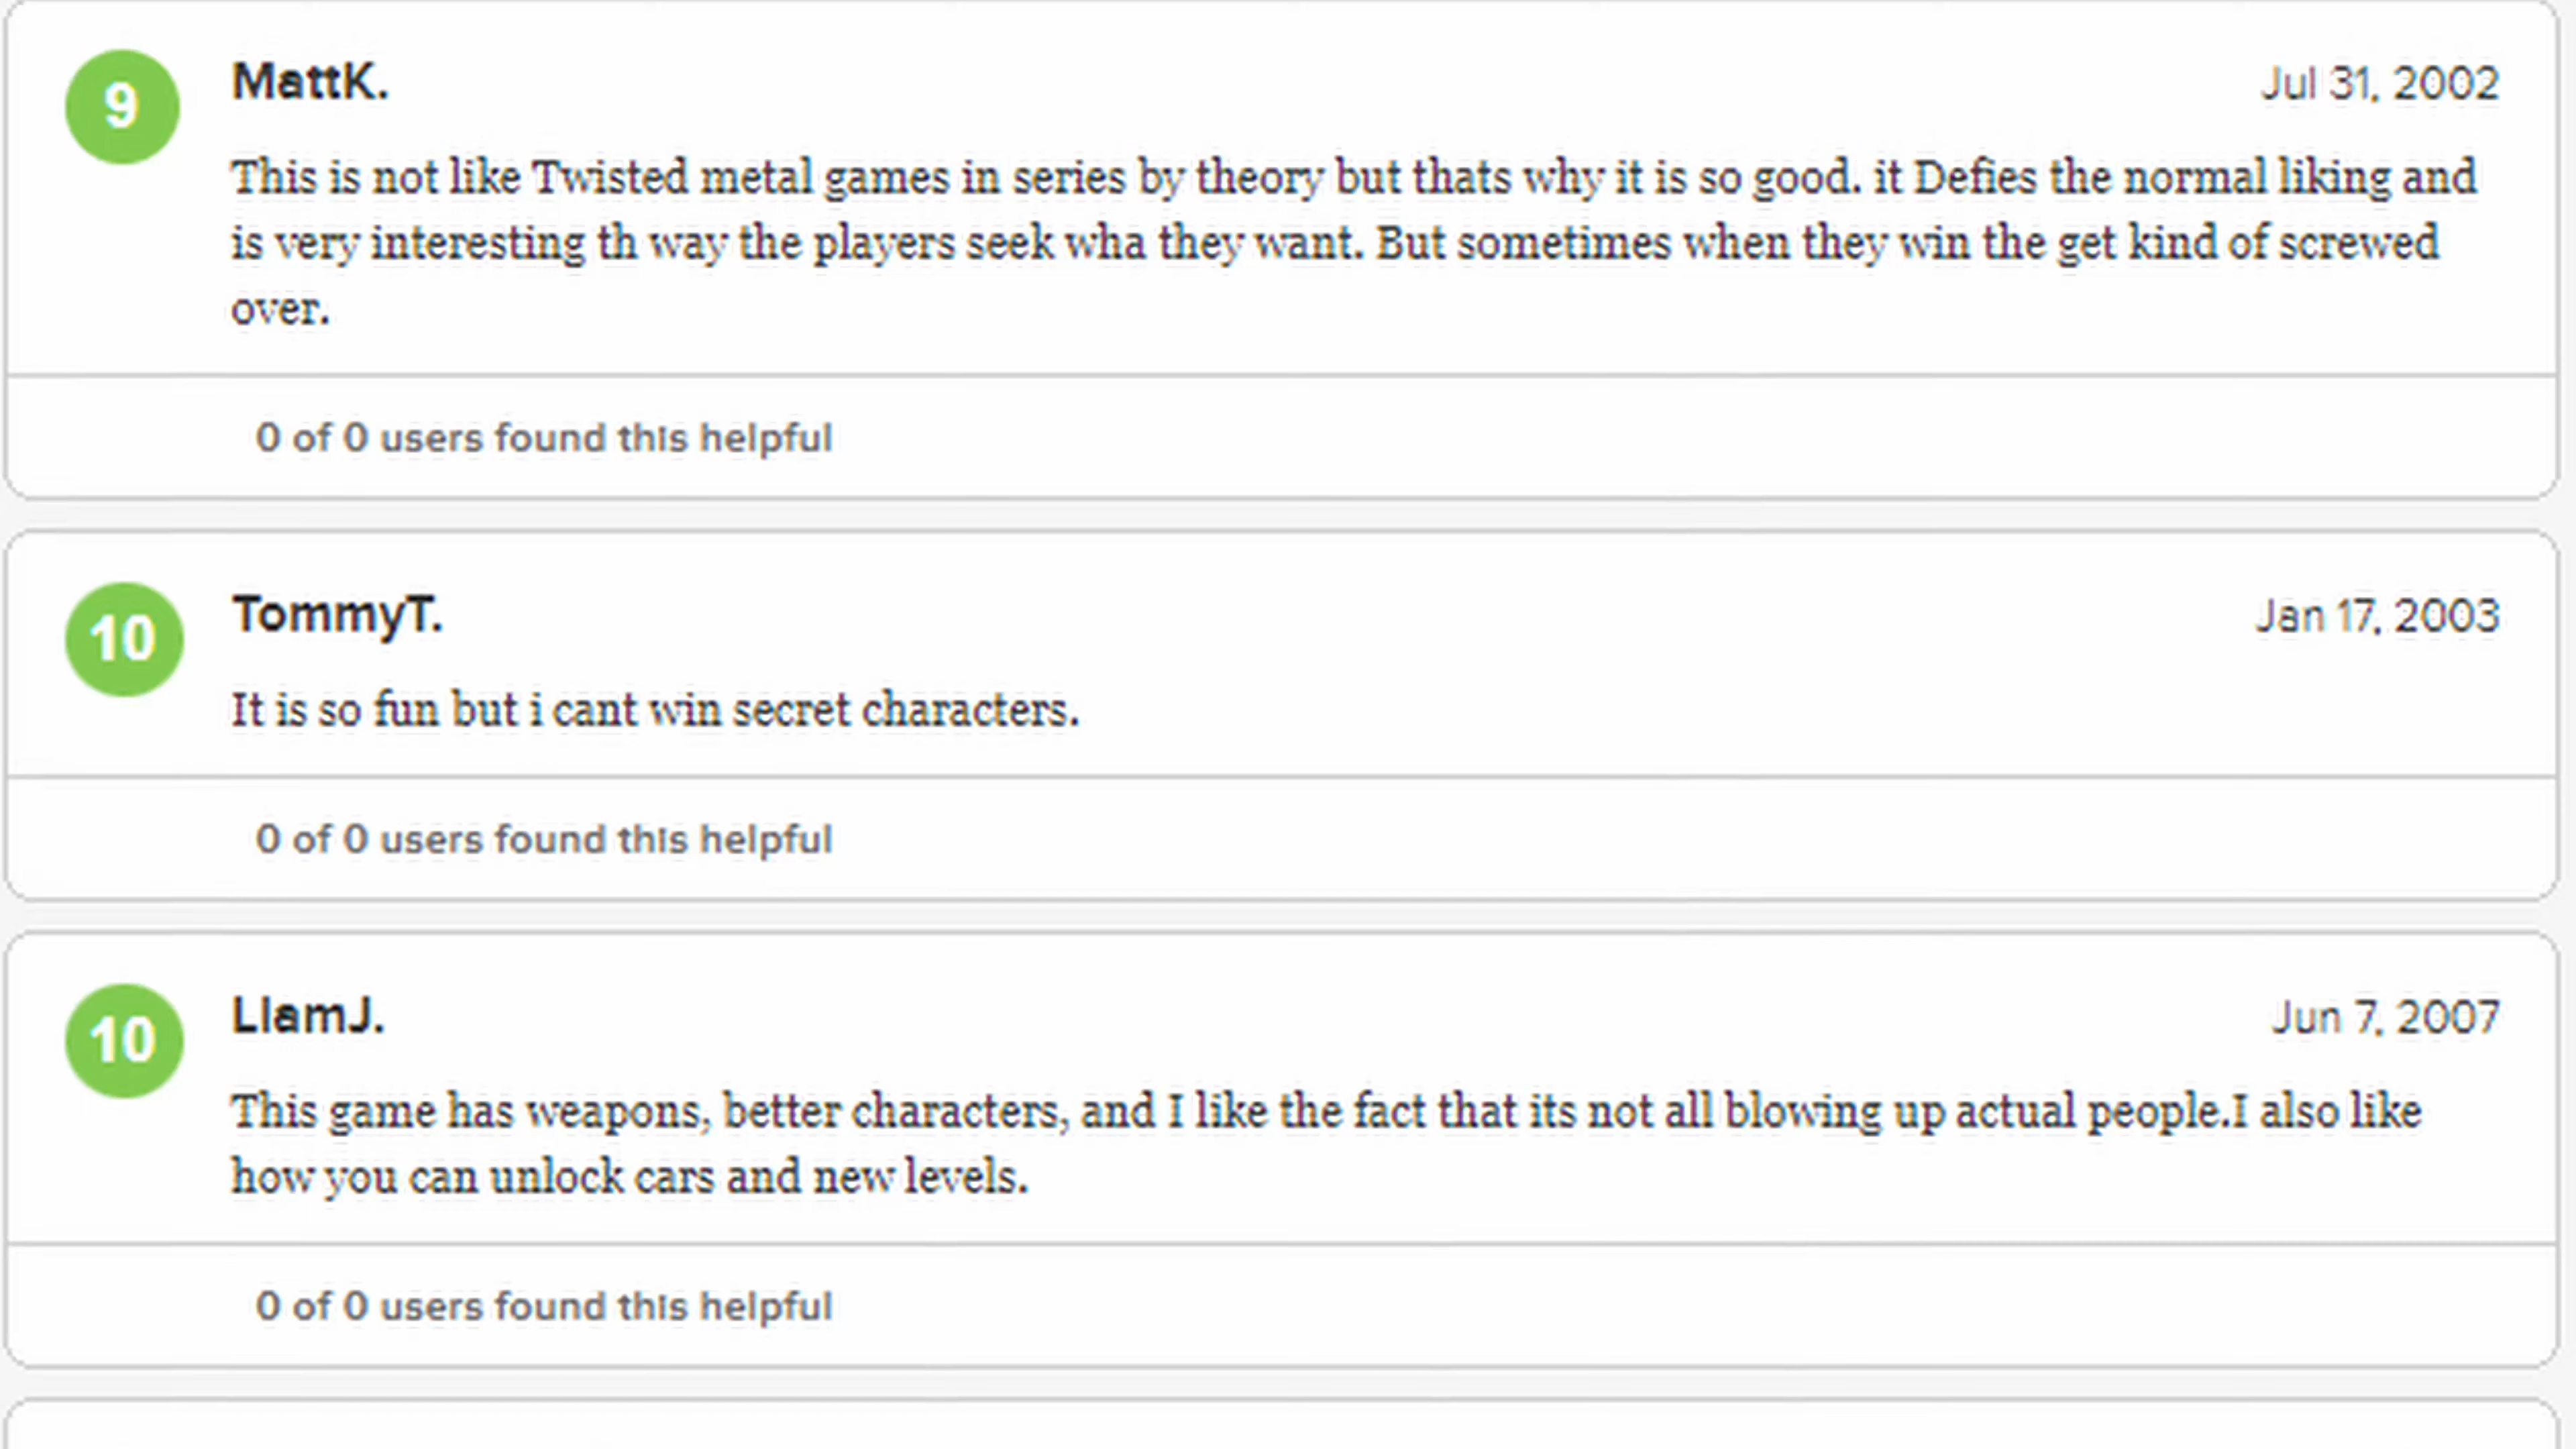 9
MattK.
Jul 31, 2002
This is not like Twisted metal games in series by theory but thats why it is so good. it Defies the normal liking and
is very interesting th way the players seek wha they want. But sometimes when they win the get kind of screwed
over.
0 of 0 users found this helpful
10
TommyT.
Jan 17, 2003
It is so fun but i cant win secret characters.
0 of 0 users found this helpful
10
LIamJ.
Jun 7, 2007
This game has weapons, better characters, and I like the fact that its not all blowing up actual people.I also like
how you can unlock cars and new levels.
0 of 0 users found this helpful